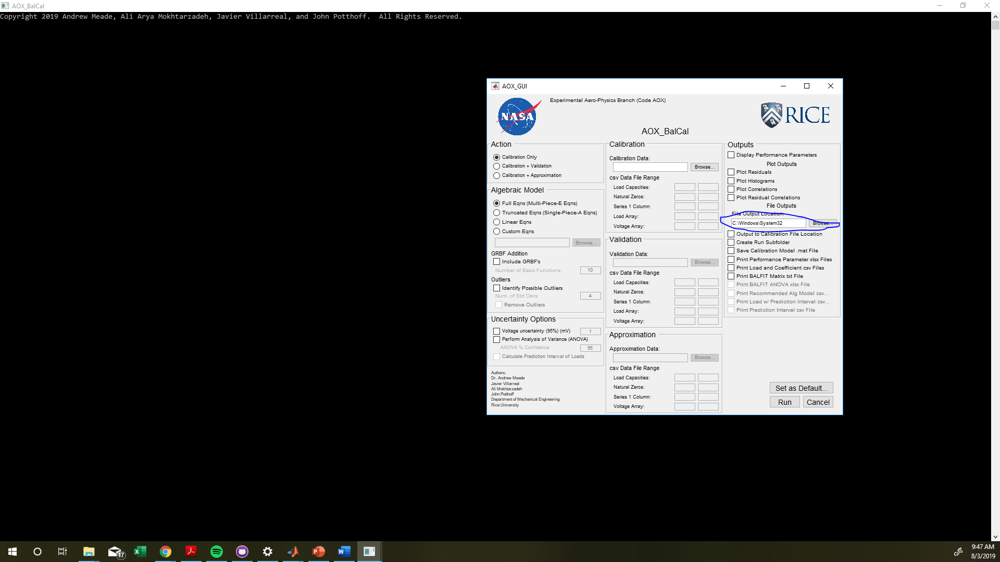 AOX_BalCal
Copyright 2019 Andrew Meade, Ali Arya Mokhtarzadeh, Javier Villarreal, and John Potthoff.  All Rights Reserved.
AOX_GUI
NASA
Experimental Aero-Physics Branch (Code AOX)
RICE
AOX_BalCal
Action
Calibration Only
Calibration + Validation
Calibration + Approximation
Algebraic Model
Full Eqns (Multi-Piece-E Eqns)
Truncated Eqns (Single-Piece-A Eqns)
Linear Eqns
Custom Eqns
Browse...
GRBF Addition
Include GRBF's
Number of Basis Functions: 10
Outliers
Identify Possible Outliers
Num. of Std Devs: 4
Remove Outliers
Uncertainty Options
Voltage uncertainty (95%) (mV) 1
Perform Analysis of Variance (ANOVA)
ANOVA % Confidence 95
Calculate Prediction Interval of Loads
Authors:
Dr. Andrew Meade
Javier Villarreal
Ali Mokhtarzadeh
John Potthoff
Department of Mechanical Engineering
Rice University
Calibration
Calibration Data:
Browse...
csv Data File Range
Load Capacities:
Natural Zeros:
Series 1 Column:
Load Array:
Voltage Array:
Validation
Validation Data:
Browse...
csv Data File Range
Load Capacities:
Natural Zeros:
Series 1 Column:
Load Array:
Voltage Array:
Approximation
Approximation Data:
Browse...
csv Data File Range
Load Capacities:
Natural Zeros:
Series 1 Column:
Voltage Array:
Outputs
Display Performance Parameters
Plot Outputs
Plot Residuals
Plot Histograms
Plot Correlations
Plot Residual Correlations
File Outputs
File Output Location:
C:\Windows\System32 Browse...
Output to Calibration File Location
Create Run Subfolder
Save Calibration Model .mat File
Print Performance Parameter xlsx Files
Print Load and Coefficient csv Files
Print BALFIT Matrix txt File
Print BALFIT ANOVA xlsx File
Print Recommended Alg Model csv...
Print Load w/ Prediction Interval csv...
Print Prediction Interval csv File
Set as Default...
Run Cancel
17
9:47 AM
8/3/2019